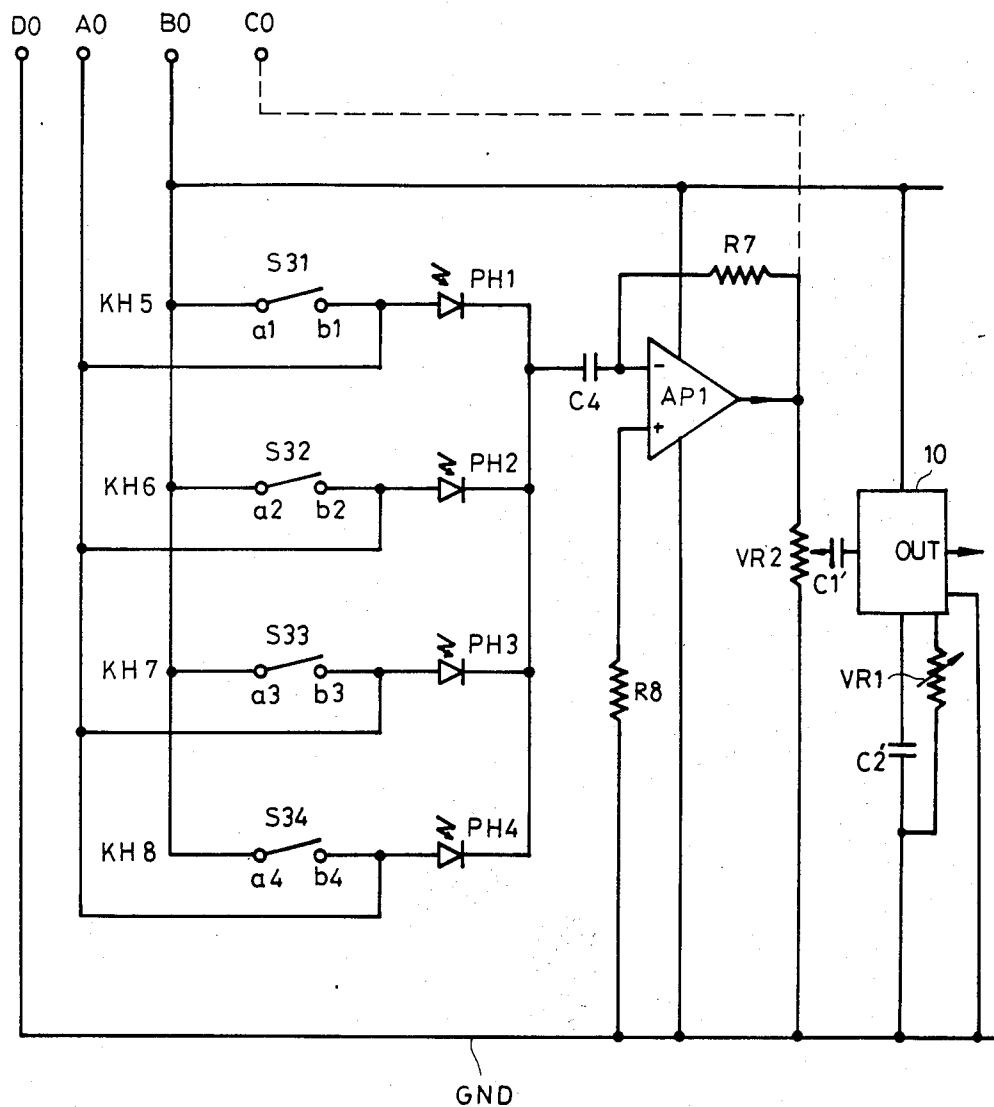 D0 A0 B0 C0
R7
S31
PH1
KH5
a1 b1
C4
AP1
-
+
S32
PH2
KH6
a2 b2
10
OUT
VR2
C1'
S33
PH3
KH7
a3 b3
R8
VR1
C2'
S34
PH4
KH8
a4 b4
GND